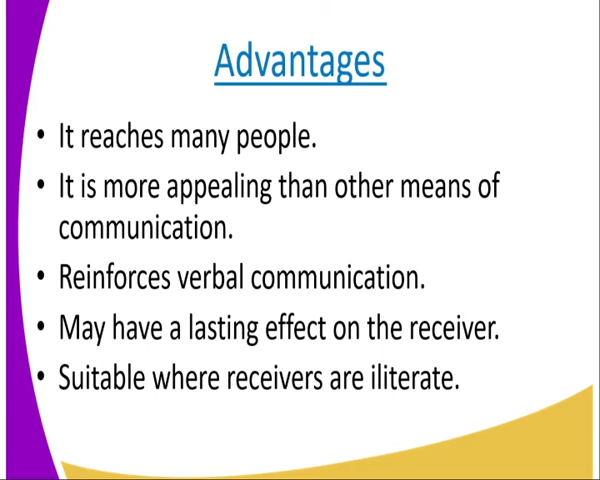 Advantages
• It reaches many people.
• It is more appealing than other means of
communication.
• Reinforces verbal communication.
• May have a lasting effect on the receiver.
• Suitable where receivers are iliterate.